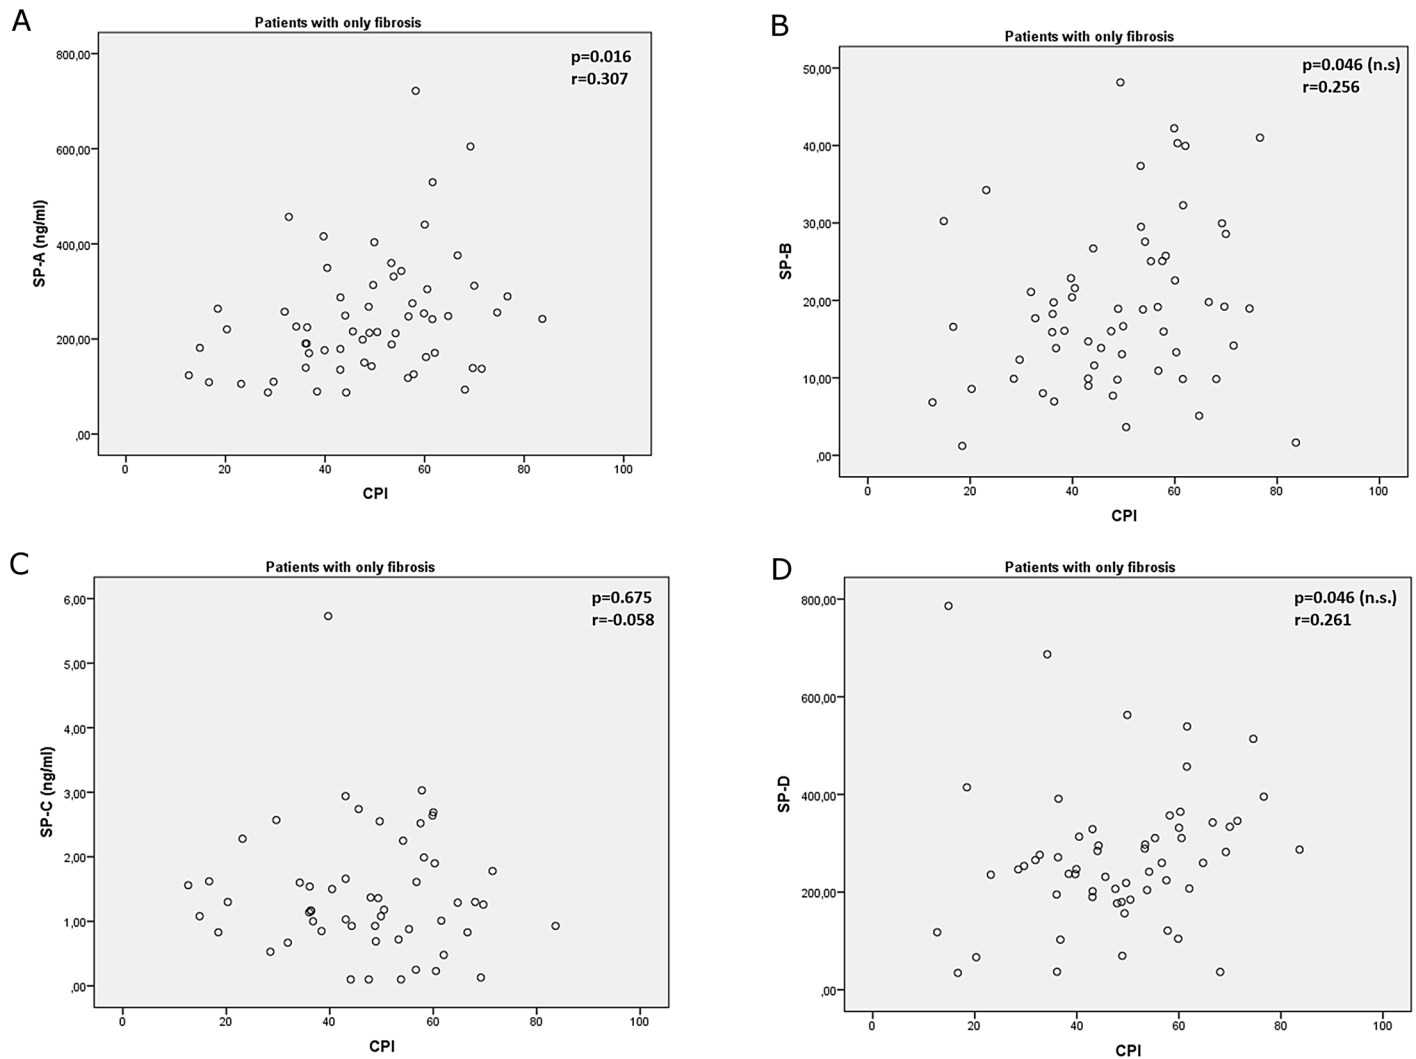 A
Patients with only fibrosis
p=0.016
r=0.307
800,00
600,00
400,00
200,00
,00
SP-A (ng/ml)
0 20 40 60 80 100
CPI
B
Patients with only fibrosis
p=0.046 (n.s)
r=0.256
50,00
40,00
30,00
20,00
10,00
,00
SP-B
0 20 40 60 80 100
CPI
C
Patients with only fibrosis
p=0.675
r=-0.058
6,00
5,00
4,00
3,00
2,00
1,00
,00
SP-C (ng/ml)
0 20 40 60 80 100
CPI
D
Patients with only fibrosis
p=0.046 (n.s.)
r=0.261
800,00
600,00
400,00
200,00
,00
SP-D
0 20 40 60 80 100
CPI